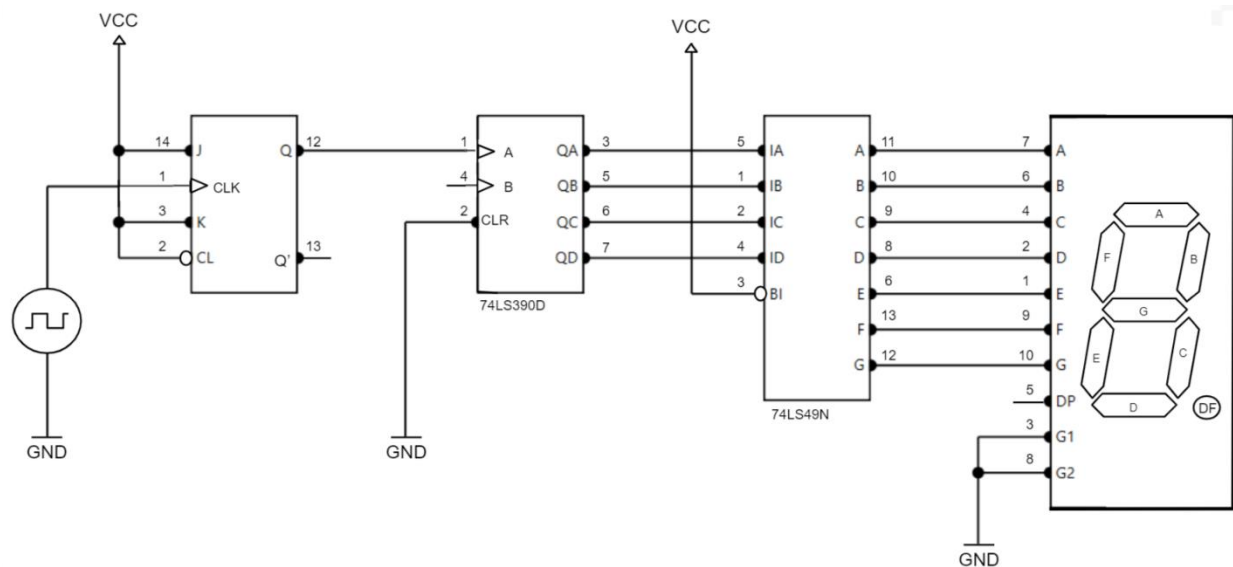 VCC
VCC
14 J Q 12
1 CLK
3 K
2 CL Q' 13
1 A QA 3
4 B QB 5
2 CLR QC 6
QD 7
74LS390D
5 IA A 11
1 IB B 10
2 IC C 9
4 ID D 8
3 BI E 6
F 13
G 12
74LS49N
7 A
6 B
4 C
2 D
1 E
9 F
10 G
5 DP
3 G1
8 G2
A
F B
G
E C
D DF
GND
GND
GND